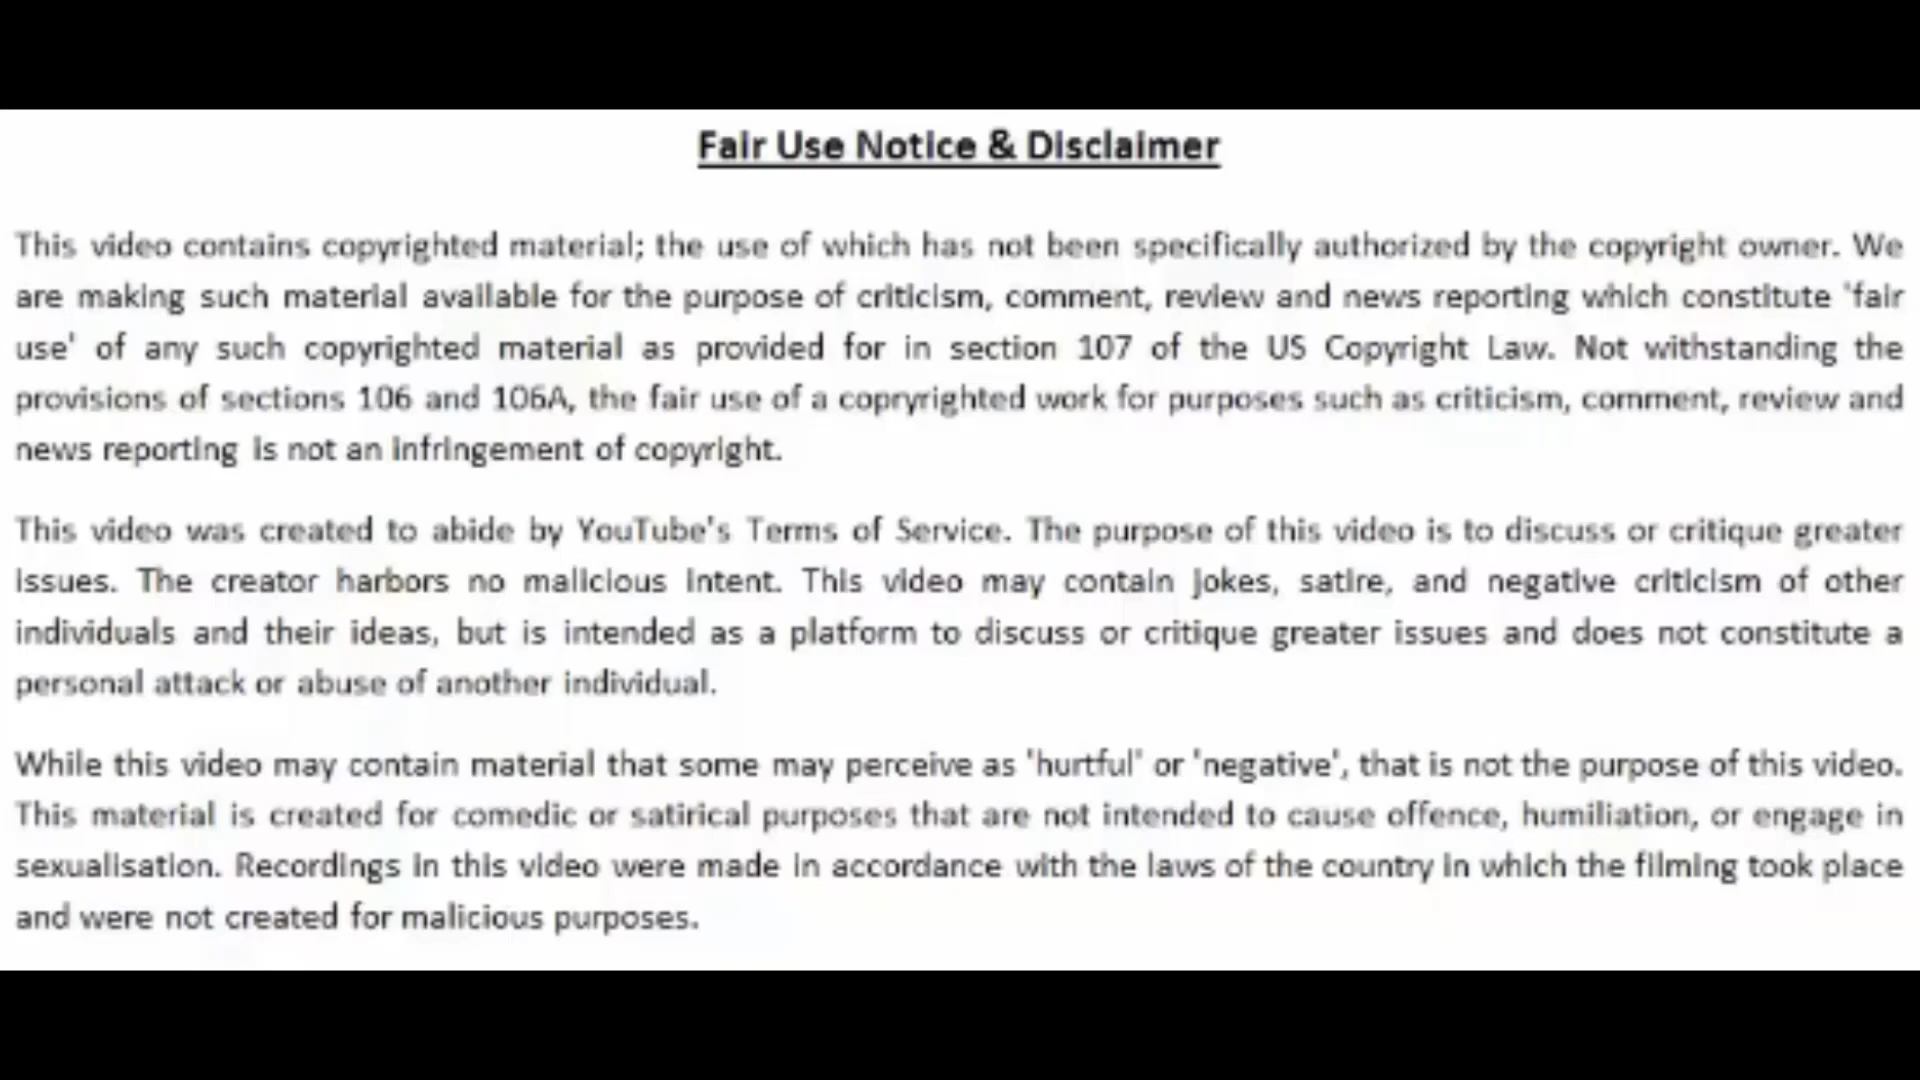 Fair Use Notice & Disclaimer
This video contains copyrighted material; the use of which has not been specifically authorized by the copyright owner. We
are making such material available for the purpose of criticism, comment, review and news reporting which constitute 'fair
use' of any such copyrighted material as provided for in section 107 of the US Copyright Law. Not withstanding the
provisions of sections 106 and 106A, the fair use of a copryrighted work for purposes such as criticism, comment, review and
news reporting is not an infringement of copyright.
This video was created to abide by YouTube's Terms of Service. The purpose of this video is to discuss or critique greater
issues. The creator harbors no malicious intent. This video may contain jokes, satire, and negative criticism of other
individuals and their ideas, but is intended as a platform to discuss or critique greater issues and does not constitute a
personal attack or abuse of another individual.
While this video may contain material that some may perceive as 'hurtful' or 'negative', that is not the purpose of this video.
This material is created for comedic or satirical purposes that are not intended to cause offence, humiliation, or engage in
sexualisation. Recordings in this video were made in accordance with the laws of the country in which the filming took place
and were not created for malicious purposes.